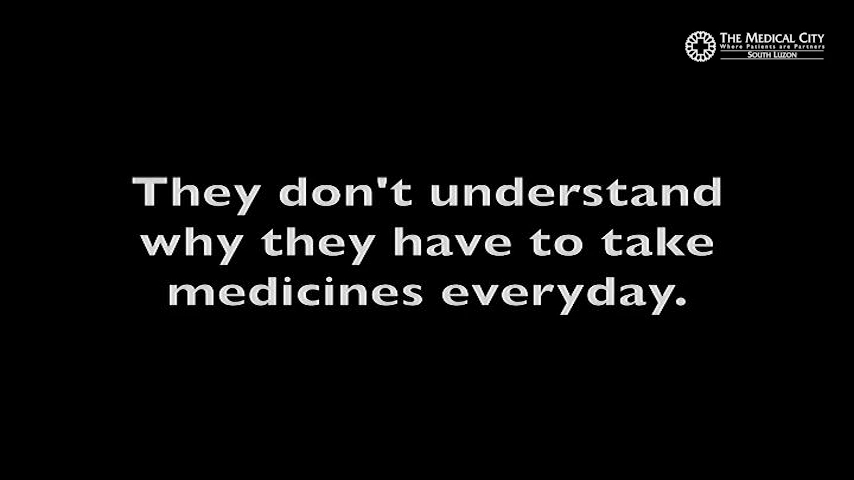 THE MEDICAL CITY
Where Patients are Partners
SOUTH LUZON
They don't understand
why they have to take
medicines everyday.